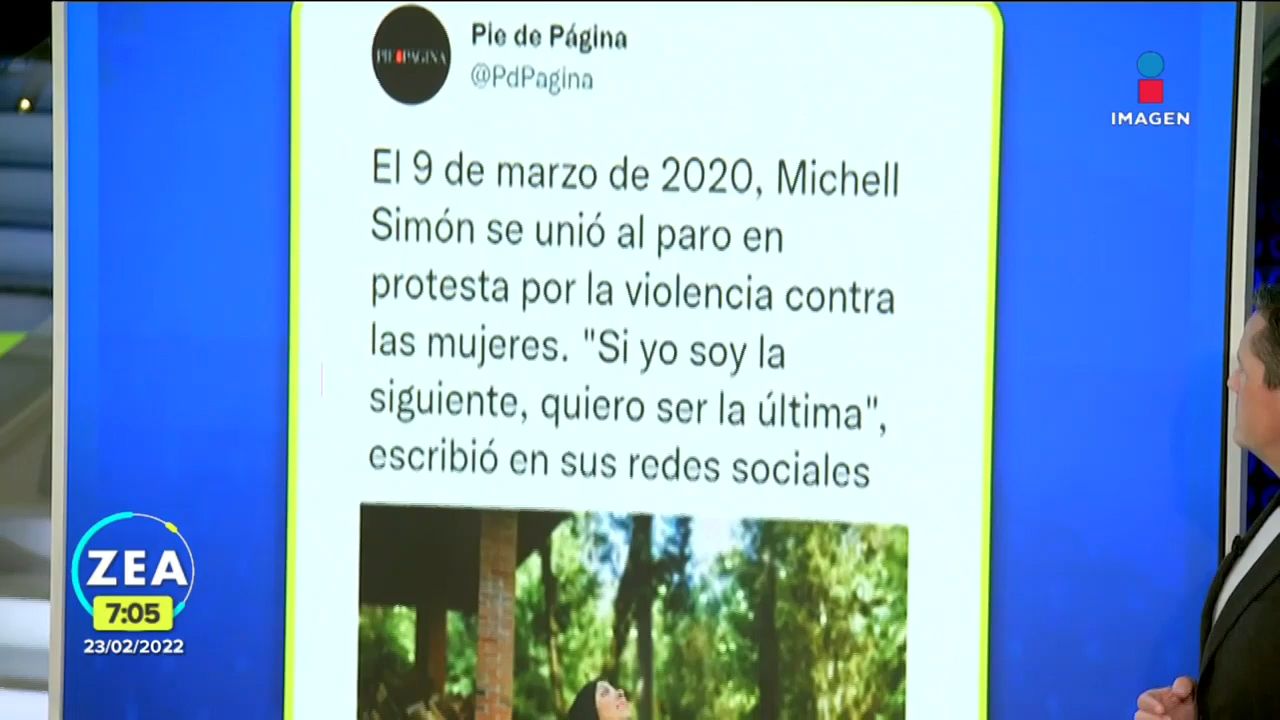 PIE PAGINA
Pie de Página
@PdPagina
IMAGEN
El 9 de marzo de 2020, Michell
Simón se unió al paro en
protesta por la violencia contra
las mujeres. "Si yo soy la
siguiente, quiero ser la última",
escribió en sus redes sociales
ZEA
7:05
23/02/2022